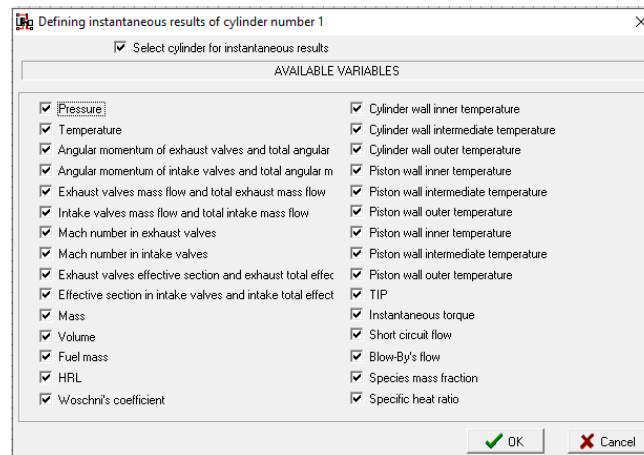 Defining instantaneous results of cylinder number 1
Select cylinder for instantaneous results
AVAILABLE VARIABLES
Pressure
Temperature
Angular momentum of exhaust valves and total angular
Angular momentum of intake valves and total angular m
Exhaust valves mass flow and total exhaust mass flow
Intake valves mass flow and total intake mass flow
Mach number in exhaust valves
Mach number in intake valves
Exhaust valves effective section and exhaust total effec
Effective section in intake valves and intake total effect
Mass
Volume
Fuel mass
HRL
Woschni's coefficient
Cylinder wall inner temperature
Cylinder wall intermediate temperature
Cylinder wall outer temperature
Piston wall inner temperature
Piston wall intermediate temperature
Piston wall outer temperature
Piston wall inner temperature
Piston wall intermediate temperature
Piston wall outer temperature
TIP
Instantaneous torque
Short circuit flow
Blow-By's flow
Species mass fraction
Specific heat ratio
OK
Cancel